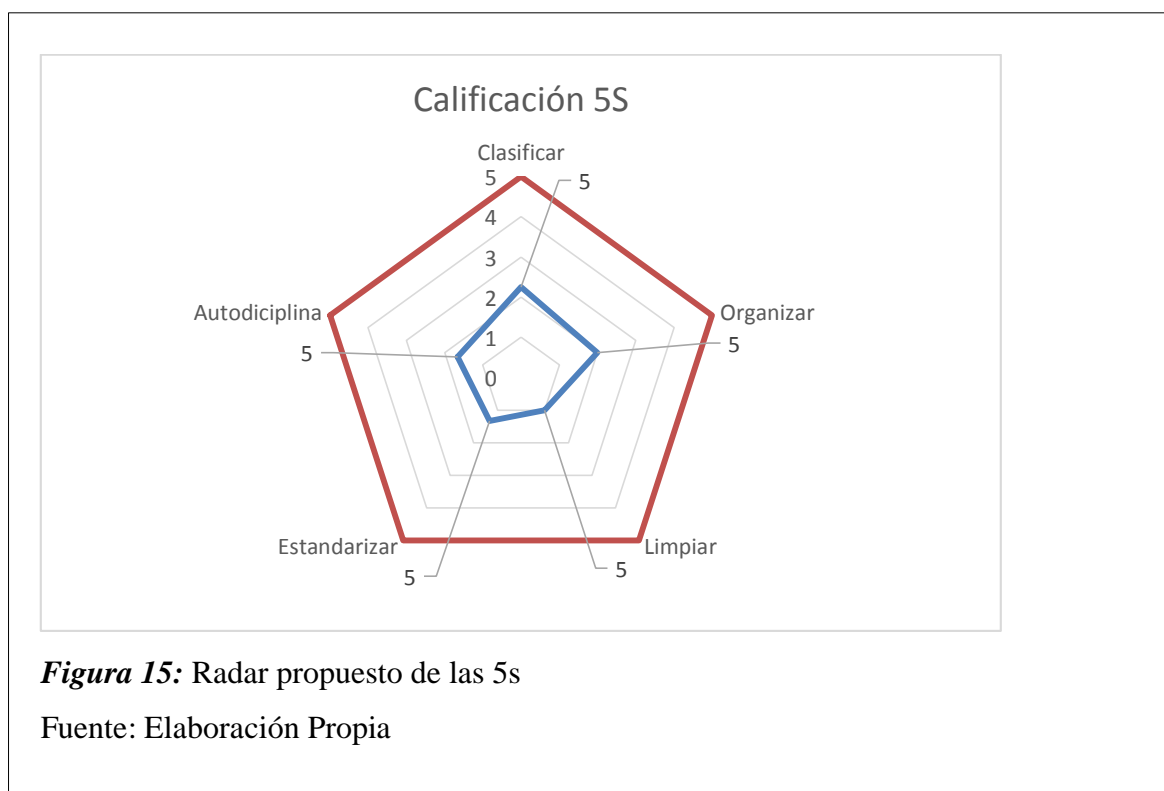 Calificación 5S
Clasificar
5
5
4
3
2
1
0
Autodiciplina
5
Organizar
5
Estandarizar
5
Limpiar
5
Figura 15: Radar propuesto de las 5s
Fuente: Elaboración Propia